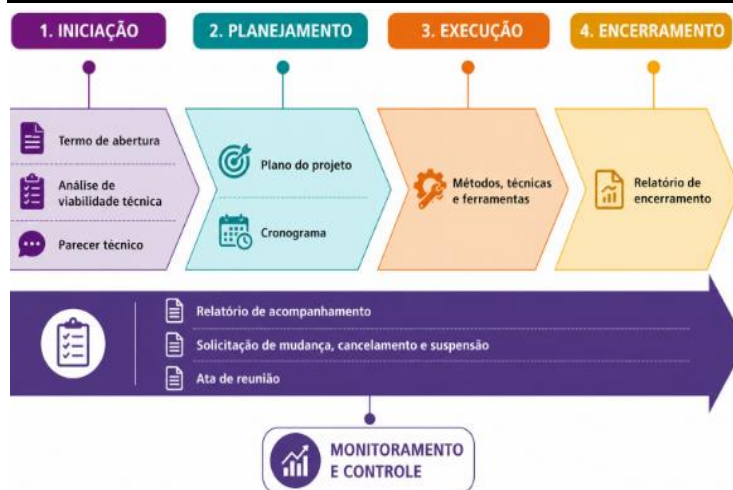 1. INICIAÇÃO
2. PLANEJAMENTO
3. EXECUÇÃO
4. ENCERRAMENTO
Termo de abertura
Análise de
viabilidade técnica
Parecer técnico
Plano do projeto
Cronograma
Métodos, técnicas
e ferramentas
Relatório de
encerramento
Relatório de acompanhamento
Solicitação de mudança, cancelamento e suspensão
Ata de reunião
MONITORAMENTO
E CONTROLE